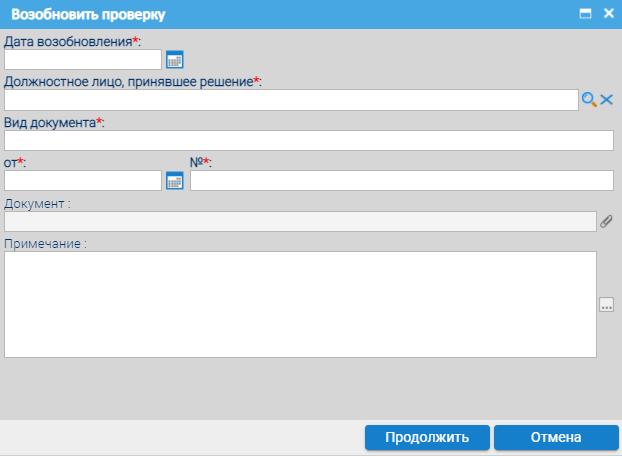 Возобновить проверку
Дата возобновления*:
Должностное лицо, принявшее решение*:
Вид документа*:
от*: №*:
Документ :
Примечание :
...
Продолжить Отмена